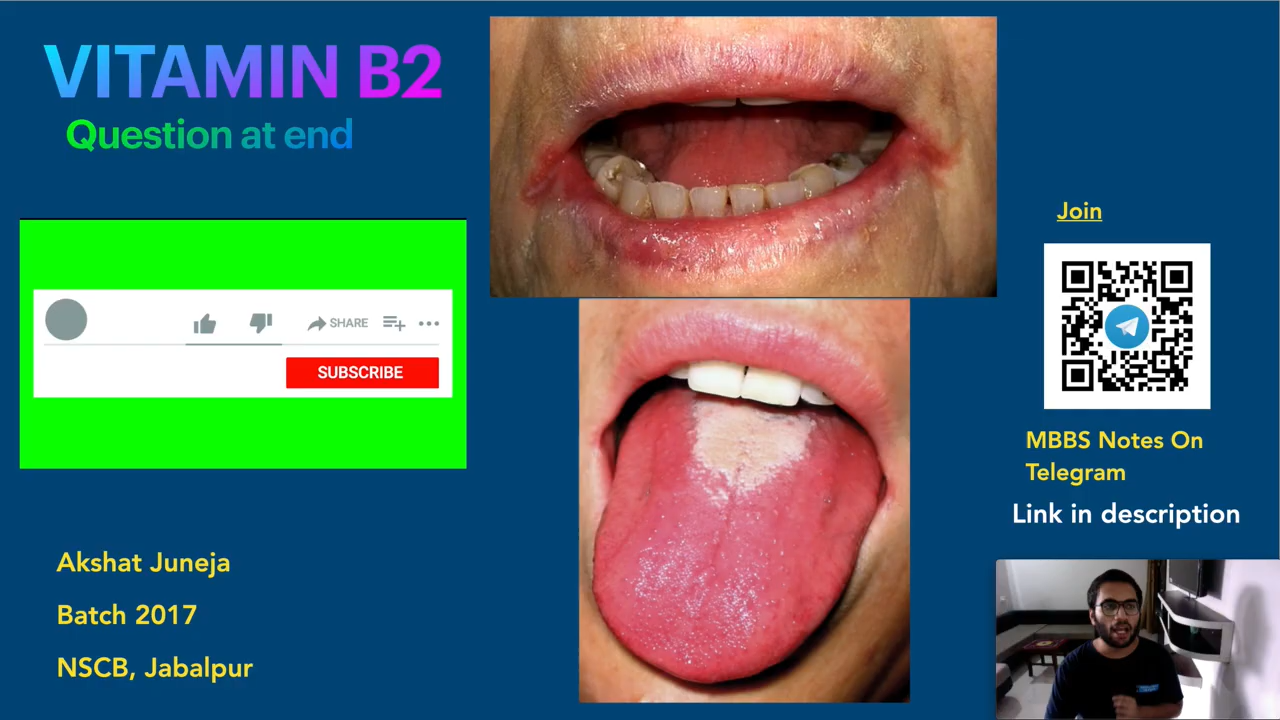 VITAMIN B2
Question at end
SHARE
SUBSCRIBE
Akshat Juneja
Batch 2017
NSCB, Jabalpur
Join
MBBS Notes On
Telegram
Link in description